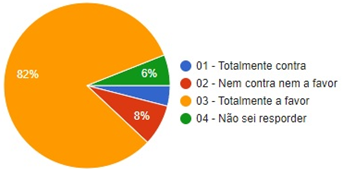 82%
6%
8%
01 - Totalmente contra
02 - Nem contra nem a favor
03 - Totalmente a favor
04 - Não sei responder